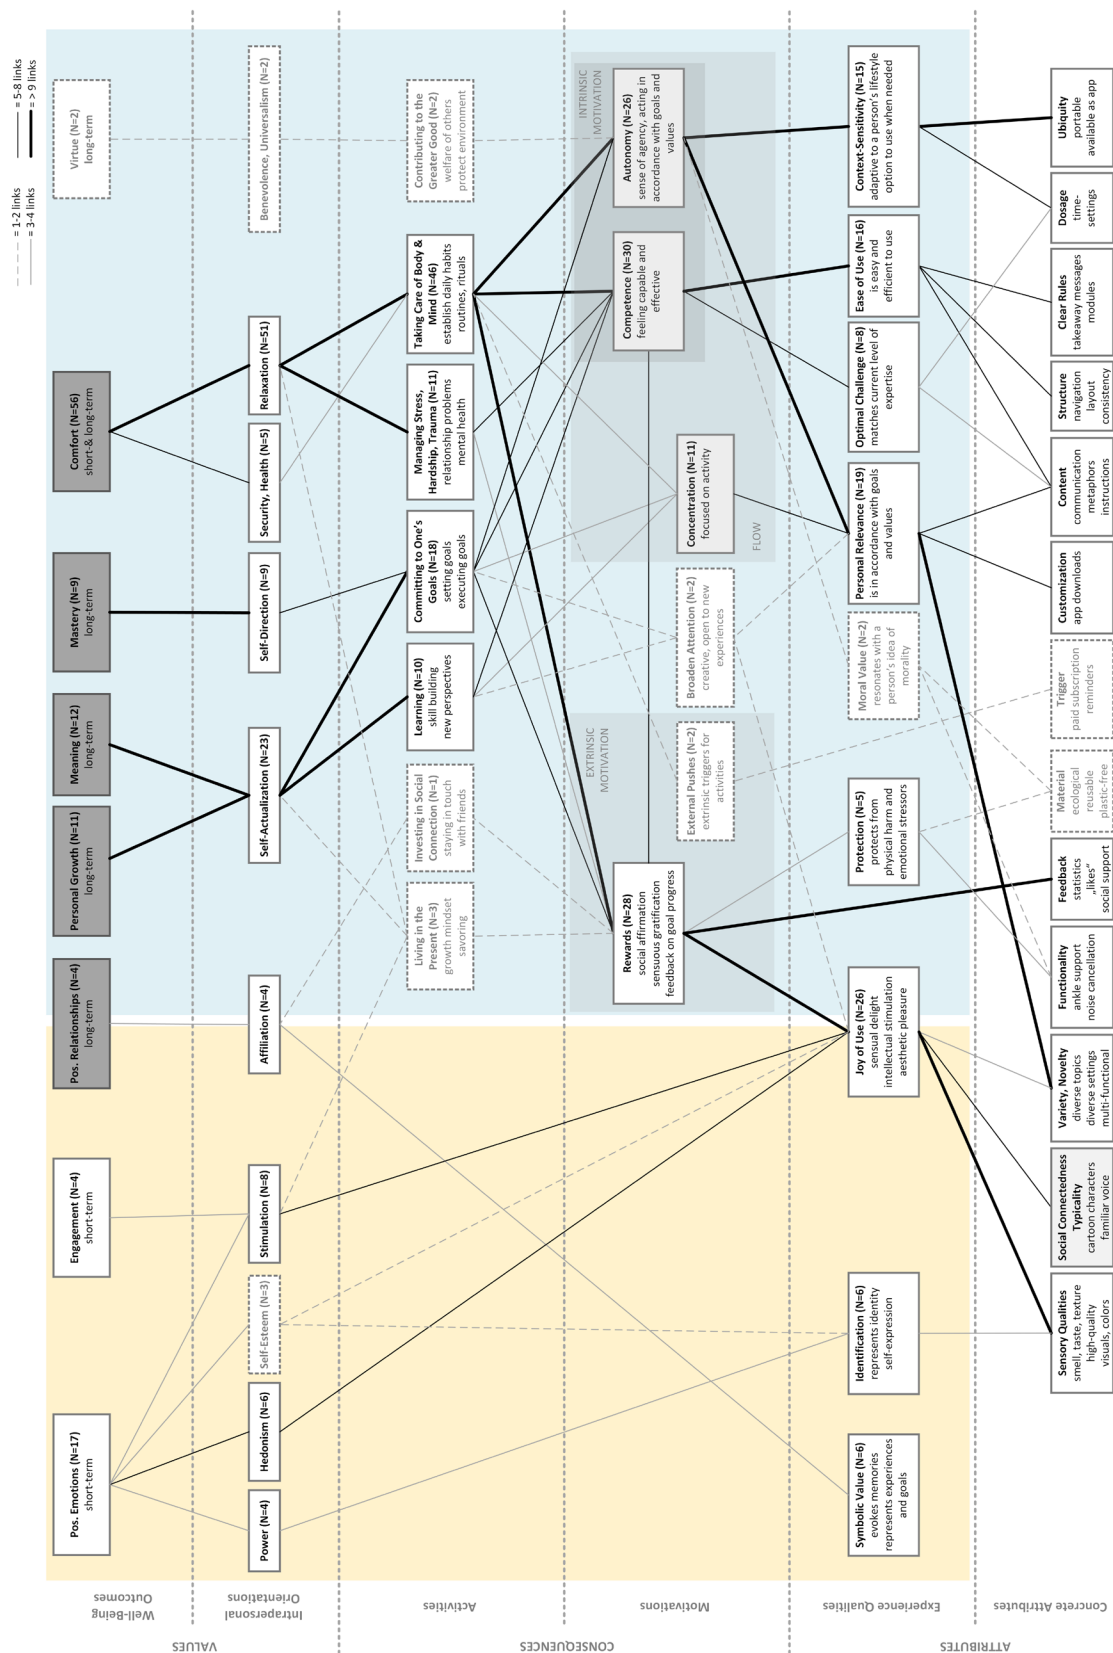 = 1-2 links
= 3-4 links
= 5-8 links
= > 9 links
VALUES
Well-Being
Outcomes
Pos. Emotions (N=17)
short-term
Engagement (N=4)
short-term
Pos. Relationships (N=4)
long-term
Personal Growth (N=11)
long-term
Meaning (N=12)
long-term
Mastery (N=9)
long-term
Comfort (N=56)
short-& long-term
Virtue (N=2)
long-term
Intrapersonal
Orientations
Power (N=4)
Hedonism (N=6)
Self-Esteem (N=3)
Stimulation (N=8)
Affiliation (N=4)
Self-Actualization (N=23)
Self-Direction (N=9)
Security, Health (N=5)
Relaxation (N=51)
Benevolence, Universalism (N=2)
CONSEQUENCES
Activities
Living in the
Present (N=3)
growth mindset
savoring
Investing in Social
Connection (N=1)
staying in touch
with friends
Learning (N=10)
skill building
new perspectives
Committing to One's
Goals (N=18)
setting goals
executing goals
Managing Stress,
Hardship, Trauma (N=11)
relationship problems
mental health
Taking Care of Body &
Mind (N=46)
establish daily habits
routines, rituals
Contributing to the
Greater Good (N=2)
welfare of others
protect environment
Motivations
EXTRINSIC
MOTIVATION
Rewards (N=28)
social affirmation
sensuous gratification
feedback on goal progress
External Pushes (N=2)
extrinsic triggers for
activities
Broaden Attention (N=2)
creative, open to new
experiences
FLOW
Concentration (N=11)
focused on activity
INTRINSIC
MOTIVATION
Competence (N=30)
feeling capable and
effective
Autonomy (N=26)
sense of agency, acting in
accordance with goals and
values
ATTRIBUTES
Experience Qualities
Symbolic Value (N=6)
evokes memories
represents experiences
and goals
Identification (N=6)
represents identity
self-expression
Joy of Use (N=26)
sensual delight
intellectual stimulation
aesthetic pleasure
Protection (N=5)
protects from
physical harm and
emotional stressors
Moral Value (N=2)
resonates with a
person's idea of
morality
Personal Relevance (N=19)
is in accordance with goals
and values
Optimal Challenge (N=8)
matches current level of
expertise
Ease of Use (N=16)
is easy and
efficient to use
Context-Sensitivity (N=15)
adaptive to a person's lifestyle
option to use when needed
Concrete Attributes
Sensory Qualities
smell, taste, texture
high-quality
visuals, colors
Social Connectedness
Typicality
cartoon characters
familiar voice
Variety, Novelty
diverse topics
diverse settings
multi-functional
Functionality
ankle support
noise cancellation
Feedback
statistics
„likes“
social support
Material
ecological
reusable
plastic-free
Trigger
paid subscription
reminders
Customization
app downloads
Content
communication
metaphors
instructions
Structure
navigation
layout
consistency
Clear Rules
takeaway messages
modules
Dosage
time-
settings
Ubiquity
portable
available as app